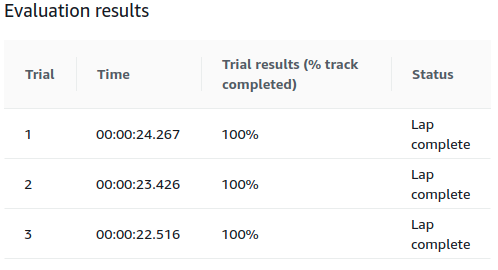 Evaluation results
Trial Time Trial results (% track completed) Status
1 00:00:24.267 100% Lap complete
2 00:00:23.426 100% Lap complete
3 00:00:22.516 100% Lap complete